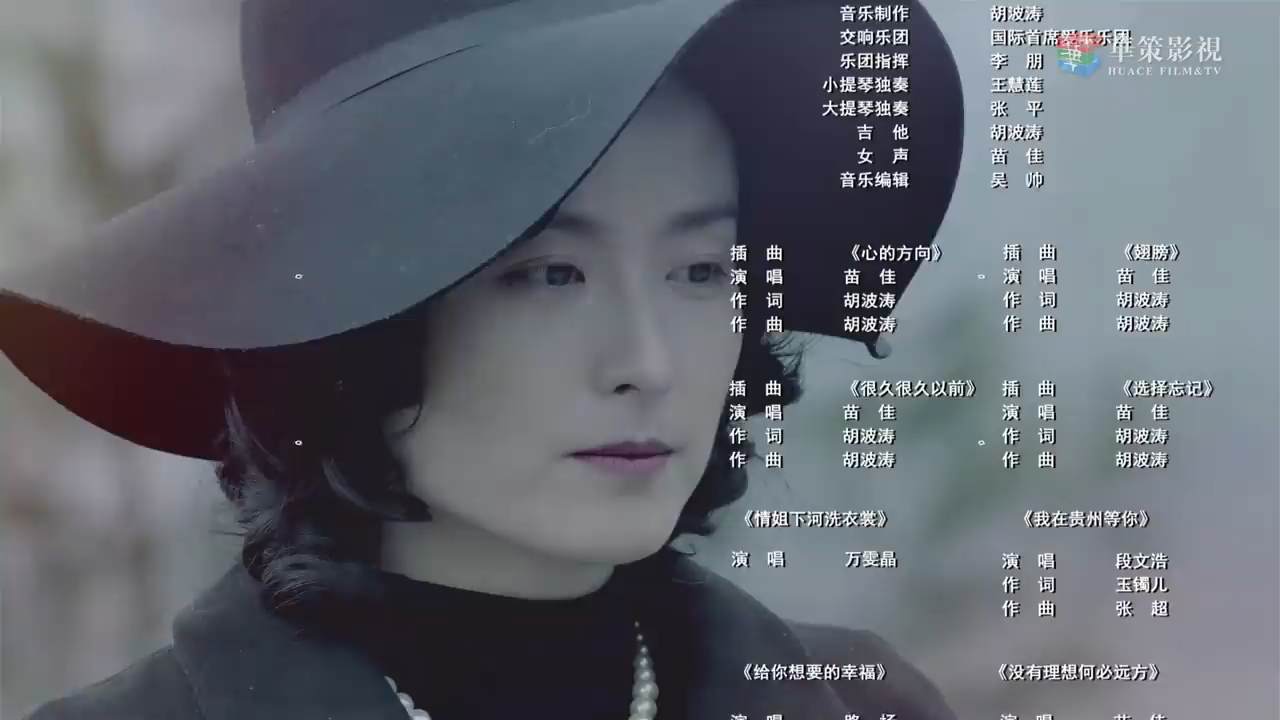 音乐制作 胡波涛
交响乐团 国际首席爱乐乐团
乐团指挥 李 朋
小提琴独奏 王慧莲
大提琴独奏 张 平
吉 他 胡波涛
女 声 苗 佳
音乐编辑 吴 帅
華策影視
HUACE FILM&TV
插 曲 《心的方向》
演 唱 苗 佳
作 词 胡波涛
作 曲 胡波涛
插 曲 《翅膀》
演 唱 苗 佳
作 词 胡波涛
作 曲 胡波涛
插 曲 《很久很久以前》
演 唱 苗 佳
作 词 胡波涛
作 曲 胡波涛
插 曲 《选择忘记》
演 唱 苗 佳
作 词 胡波涛
作 曲 胡波涛
《情姐下河洗衣裳》
演 唱 万雯晶
《我在贵州等你》
演 唱 段文浩
作 词 玉镯儿
作 曲 张 超
《给你想要的幸福》
演 唱
《没有理想何必远方》
演 唱 苗 佳